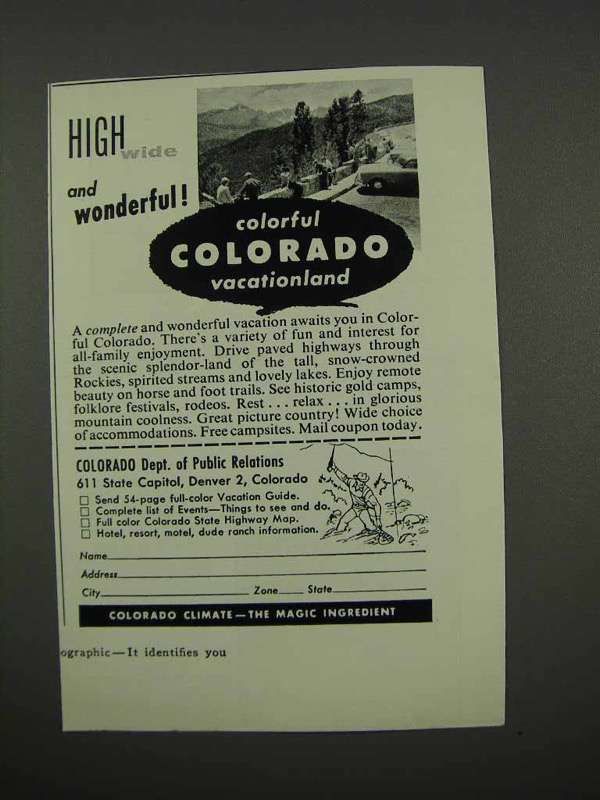 HIGH
wide
and
wonderful!
colorful
COLORADO
vacationland
A complete and wonderful vacation awaits you in Color-
ful Colorado. There's a variety of fun and interest for
all-family enjoyment. Drive paved highways through
the scenic splendor-land of the tall, snow-crowned
Rockies, spirited streams and lovely lakes. Enjoy remote
beauty on horse and foot trails. See historic gold camps,
folklore festivals, rodeos. Rest . . . relax . . . in glorious
mountain coolness. Great picture country! Wide choice
of accommodations. Free campsites. Mail coupon today.
COLORADO Dept. of Public Relations
611 State Capitol, Denver 2, Colorado
Send 54-page full-color Vacation Guide.
Complete list of Events—Things to see and do.
Full color Colorado State Highway Map.
Hotel, resort, motel, dude ranch information.
Name
Address
City Zone State
COLORADO CLIMATE—THE MAGIC INGREDIENT
ographic—It identifies you